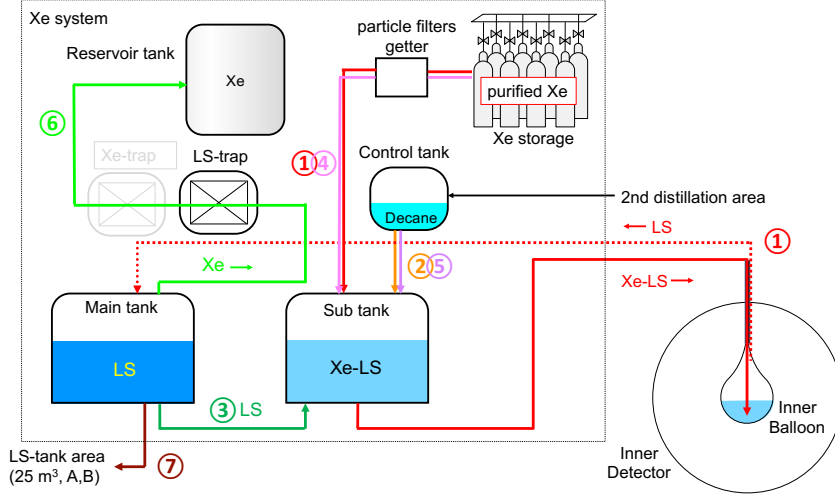 Xe system
Reservoir tank
Xe
particle filters
getter
purified Xe
Xe storage
⑥
Xe-trap
LS-trap
①④
Control tank
Decane
2nd distillation area
LS
①
Xe
②⑤
Xe-LS
Main tank
LS
Sub tank
Xe-LS
③ LS
Inner
Balloon
Inner
Detector
LS-tank area
(25 m³, A,B)
⑦